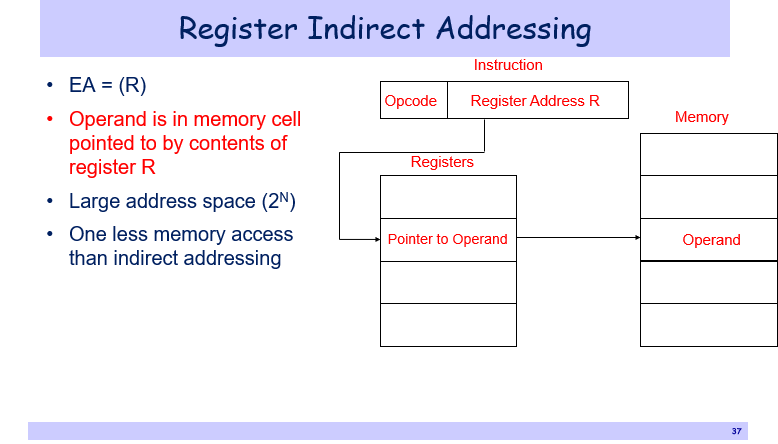 Register Indirect Addressing
• EA = (R)
• Operand is in memory cell
pointed to by contents of
register R
• Large address space (2ᴺ)
• One less memory access
than indirect addressing
Instruction
Opcode
Register Address R
Memory
Registers
Pointer to Operand
Operand
37